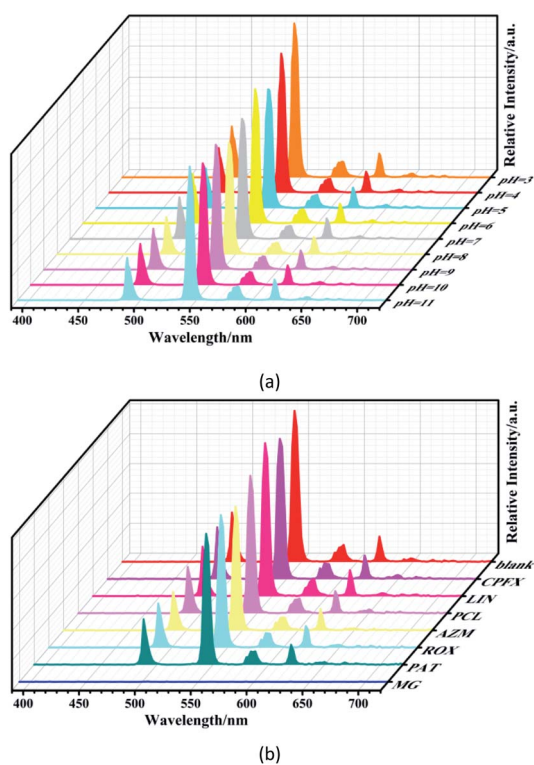 Relative Intensity/a.u.
pH=3
pH=4
pH=5
pH=6
pH=7
pH=8
pH=9
pH=10
pH=11
400 450 500 550 600 650 700
Wavelength/nm
(a)
Relative Intensity/a.u.
blank
CPFX
LIN
PCL
AZM
ROX
PAT
MG
400 450 500 550 600 650 700
Wavelength/nm
(b)